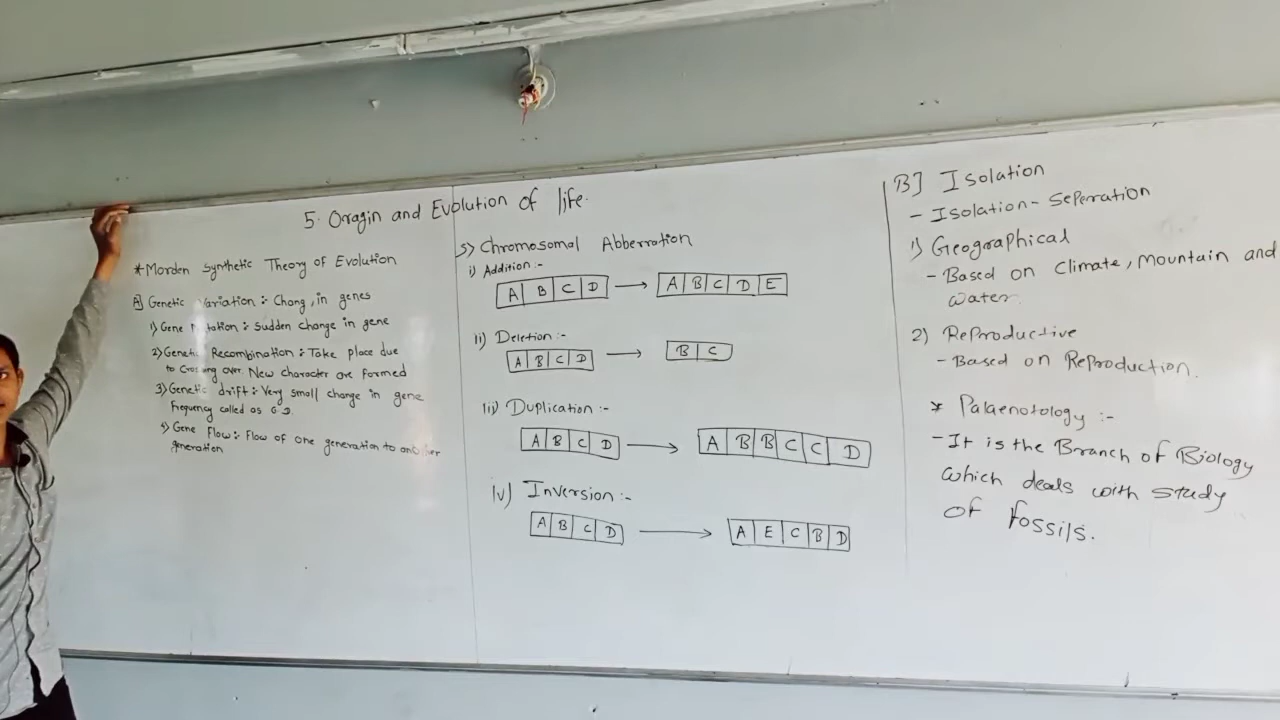 5. Oragin and Evolution of life.
* Morden Synthetic Theory of Evolution
A] Genetic Variation :- Chang, in genes
1) Gene Mutation :- Sudden change in gene
2) Genetic Recombination :- Take place due
to Crossing over New character are formed
3) Genetic drift :- Very small change in gene
frequency called as G.D.
4) Gene Flow :- Flow of one generation to another
generation
5) Chromosomal Abberration
i) Addition :-
A B C D → A B C D E
ii) Deletion :-
A B C D → B C
iii) Duplication :-
A B C D → A B B C C D
iv) Inversion :-
A B C D → A E C B D
B] Isolation
- Isolation - Seperation
1) Geographical
- Based on Climate, Mountain and
Water.
2) Reproductive
- Based on Reproduction.
* Palaenotology :-
- It is the Branch of Biology
which deals with study
of fossils.